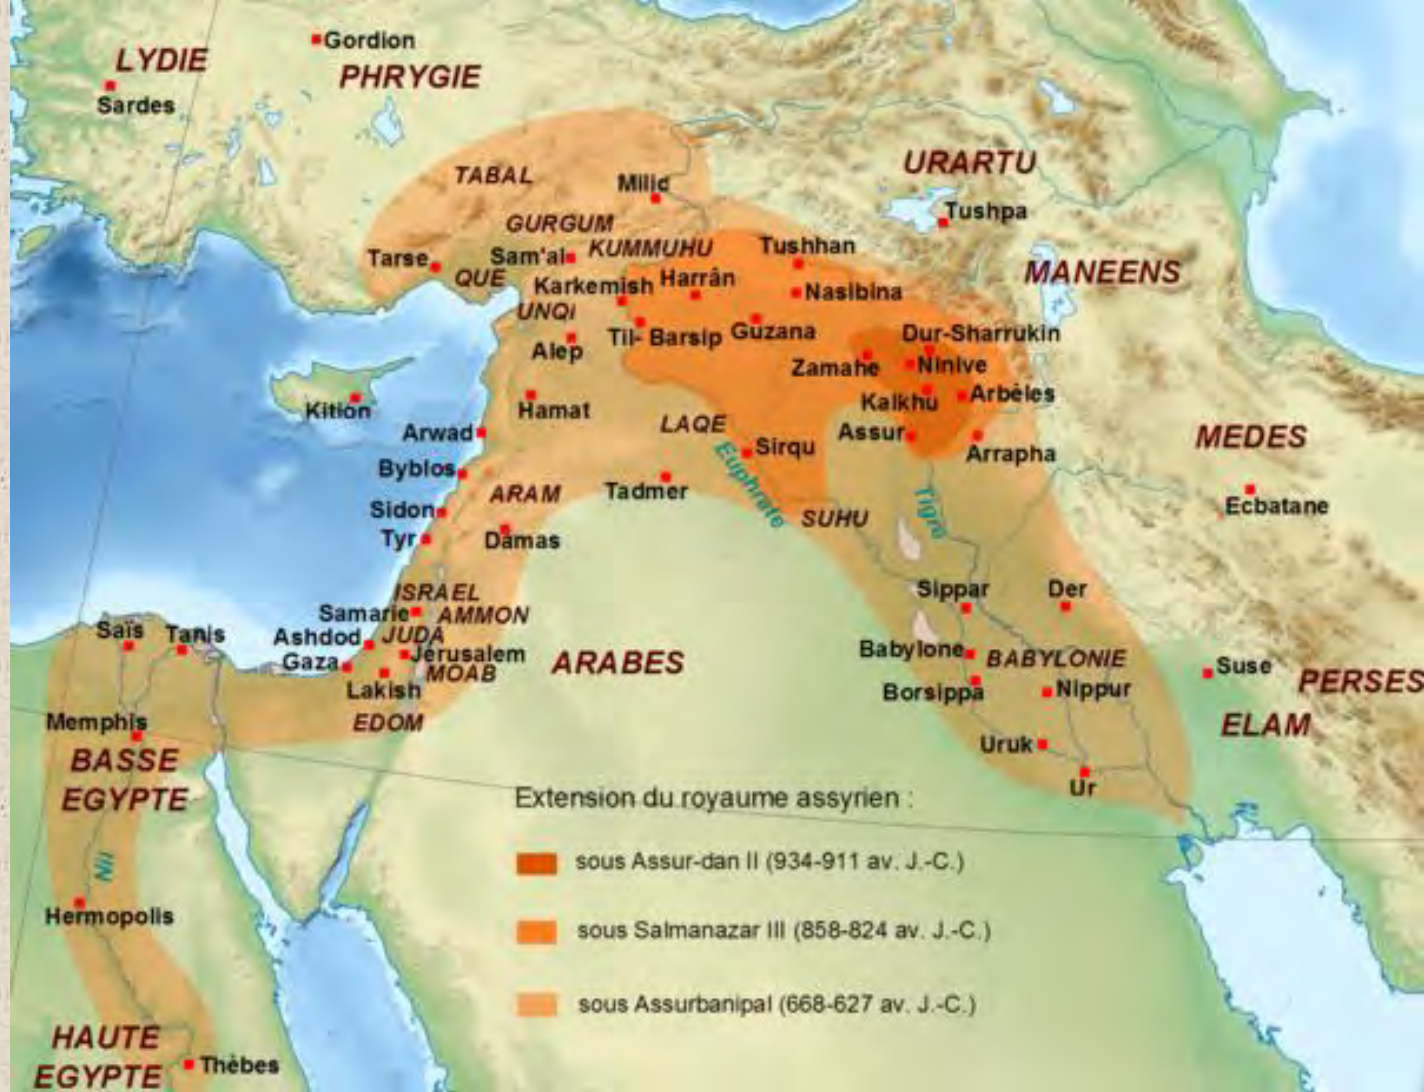 LYDIE
Gordion
PHRYGIE
Sardes
TABAL
Milid
URARTU
Tushpa
GURGUM
Tarse
Sam'al
KUMMUHU
Tushhan
QUE
Karkemish
Harrân
Nasibina
MANEENS
UNQI
Alep
Til- Barsip
Guzana
Dur-Sharrukin
Zamahe
Ninive
Kition
Hamat
Kalkhu
Arbèles
Arwad
LAQE
Assur
Arrapha
MEDES
Byblos
Sirqu
Euphrate
ARAM
Tadmer
Tigre
Ecbatane
Sidon
SUHU
Tyr
Damas
ISRAEL
Sippar
Der
Samarie
AMMON
Saïs
Tanis
Ashdod
JUDA
Gaza
Jérusalem
ARABES
Babylone
BABYLONIE
Suse
PERSES
Lakish
MOAB
Borsippa
Nippur
Memphis
EDOM
ELAM
BASSE
EGYPTE
Uruk
Ur
Extension du royaume assyrien :
sous Assur-dan II (934-911 av. J.-C.)
Nil
Hermopolis
sous Salmanazar III (858-824 av. J.-C.)
sous Assurbanipal (668-627 av. J.-C.)
HAUTE
EGYPTE
Thèbes